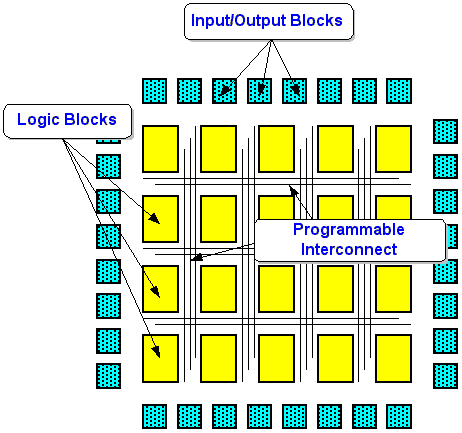 Input/Output Blocks
Logic Blocks
Programmable
Interconnect